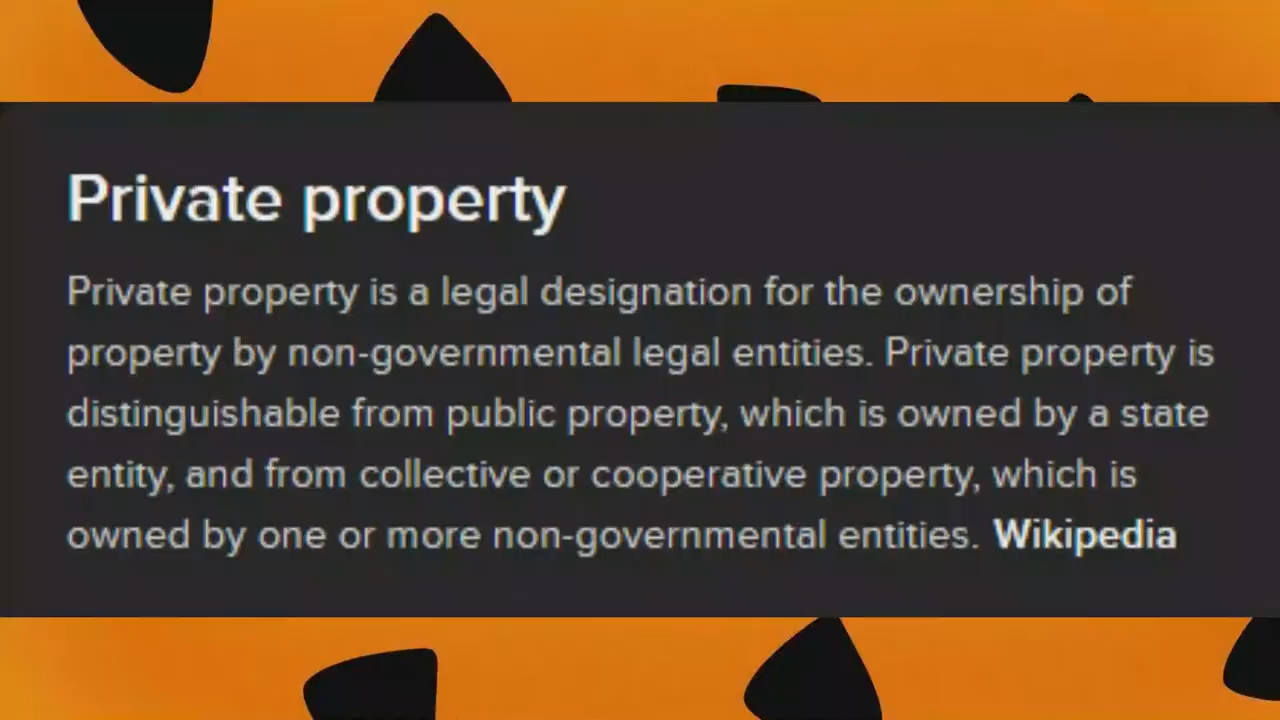 Private property
Private property is a legal designation for the ownership of
property by non-governmental legal entities. Private property is
distinguishable from public property, which is owned by a state
entity, and from collective or cooperative property, which is
owned by one or more non-governmental entities. Wikipedia